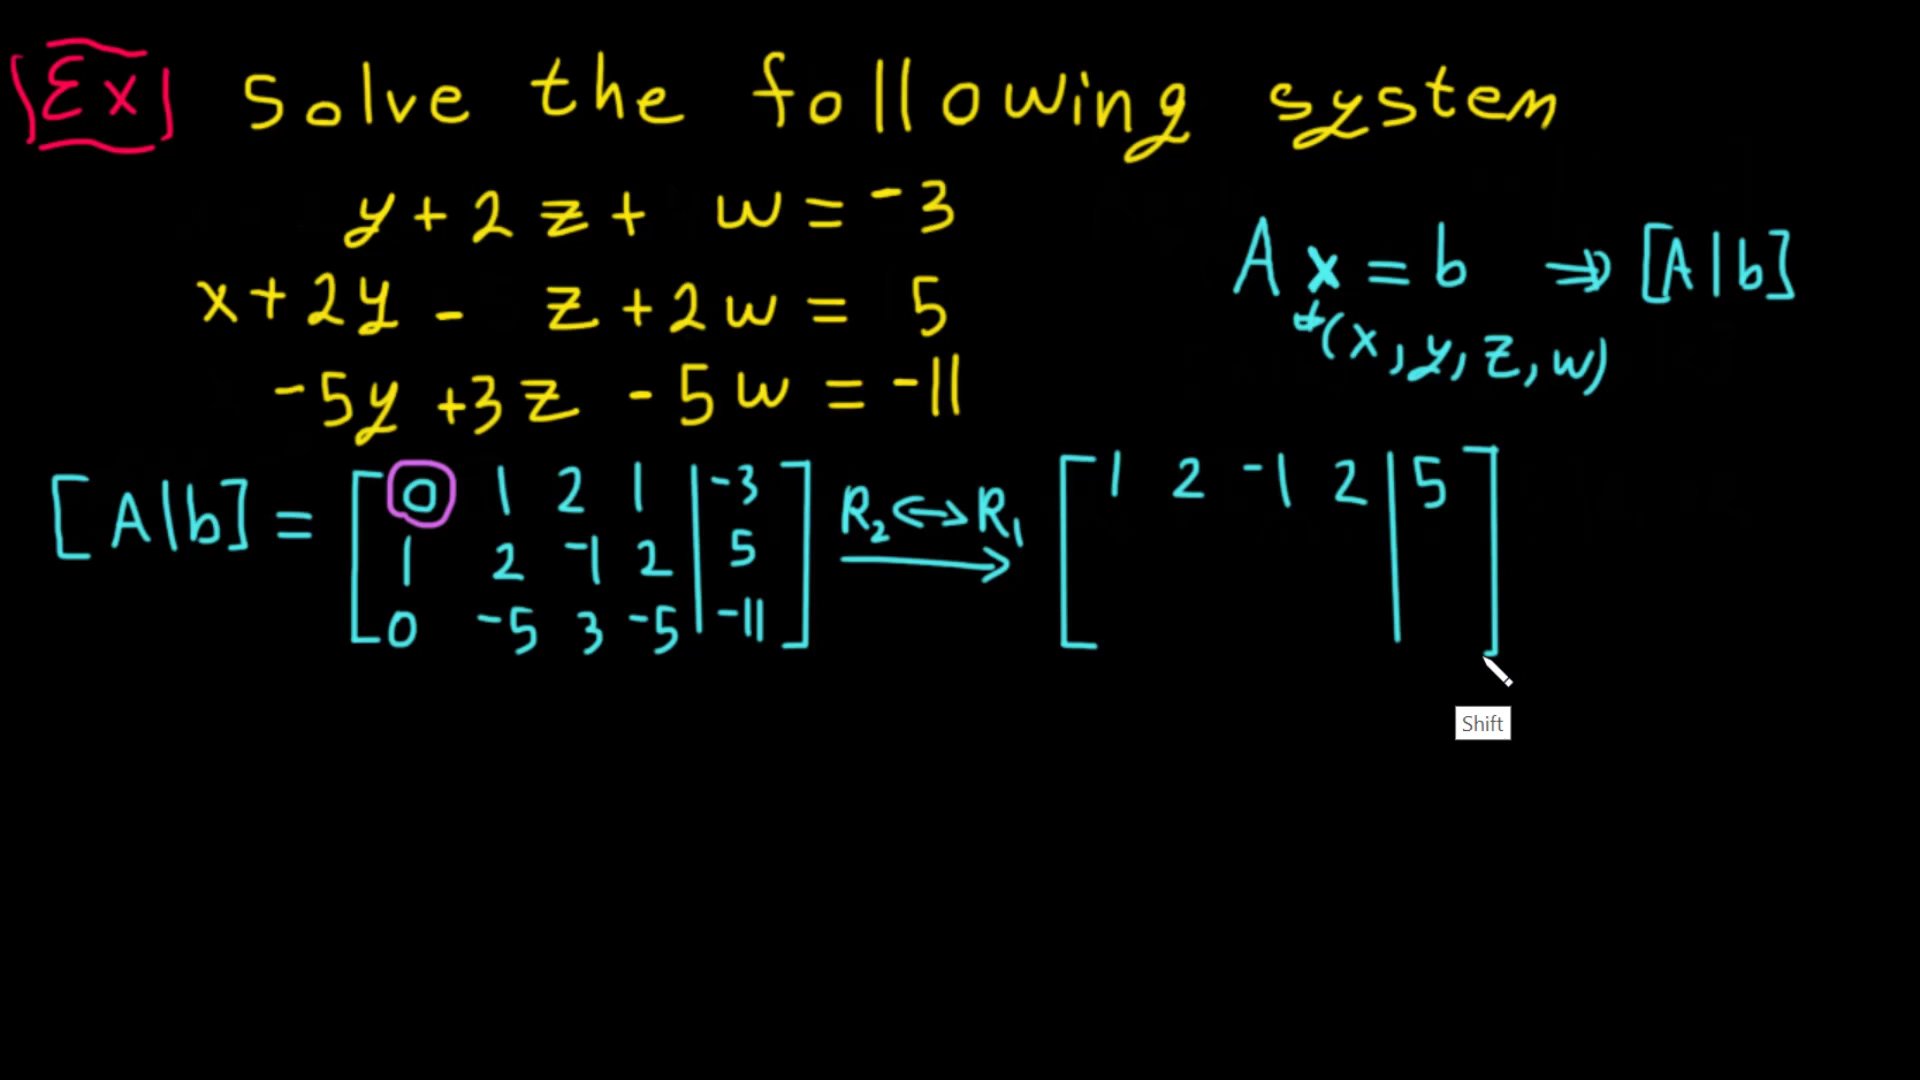 Ex Solve the following system
y + 2z + w = -3
x + 2y - z + 2w = 5
-5y + 3z - 5w = -11
Ax = b ⇒ [A|b]
(x, y, z, w)
[A|b] = [ 0 1 2 1 | -3 ] R₂ ↔ R₁ [ 1 2 -1 2 | 5 ]
1 2 -1 2 | 5
0 -5 3 -5 | -11
Shift